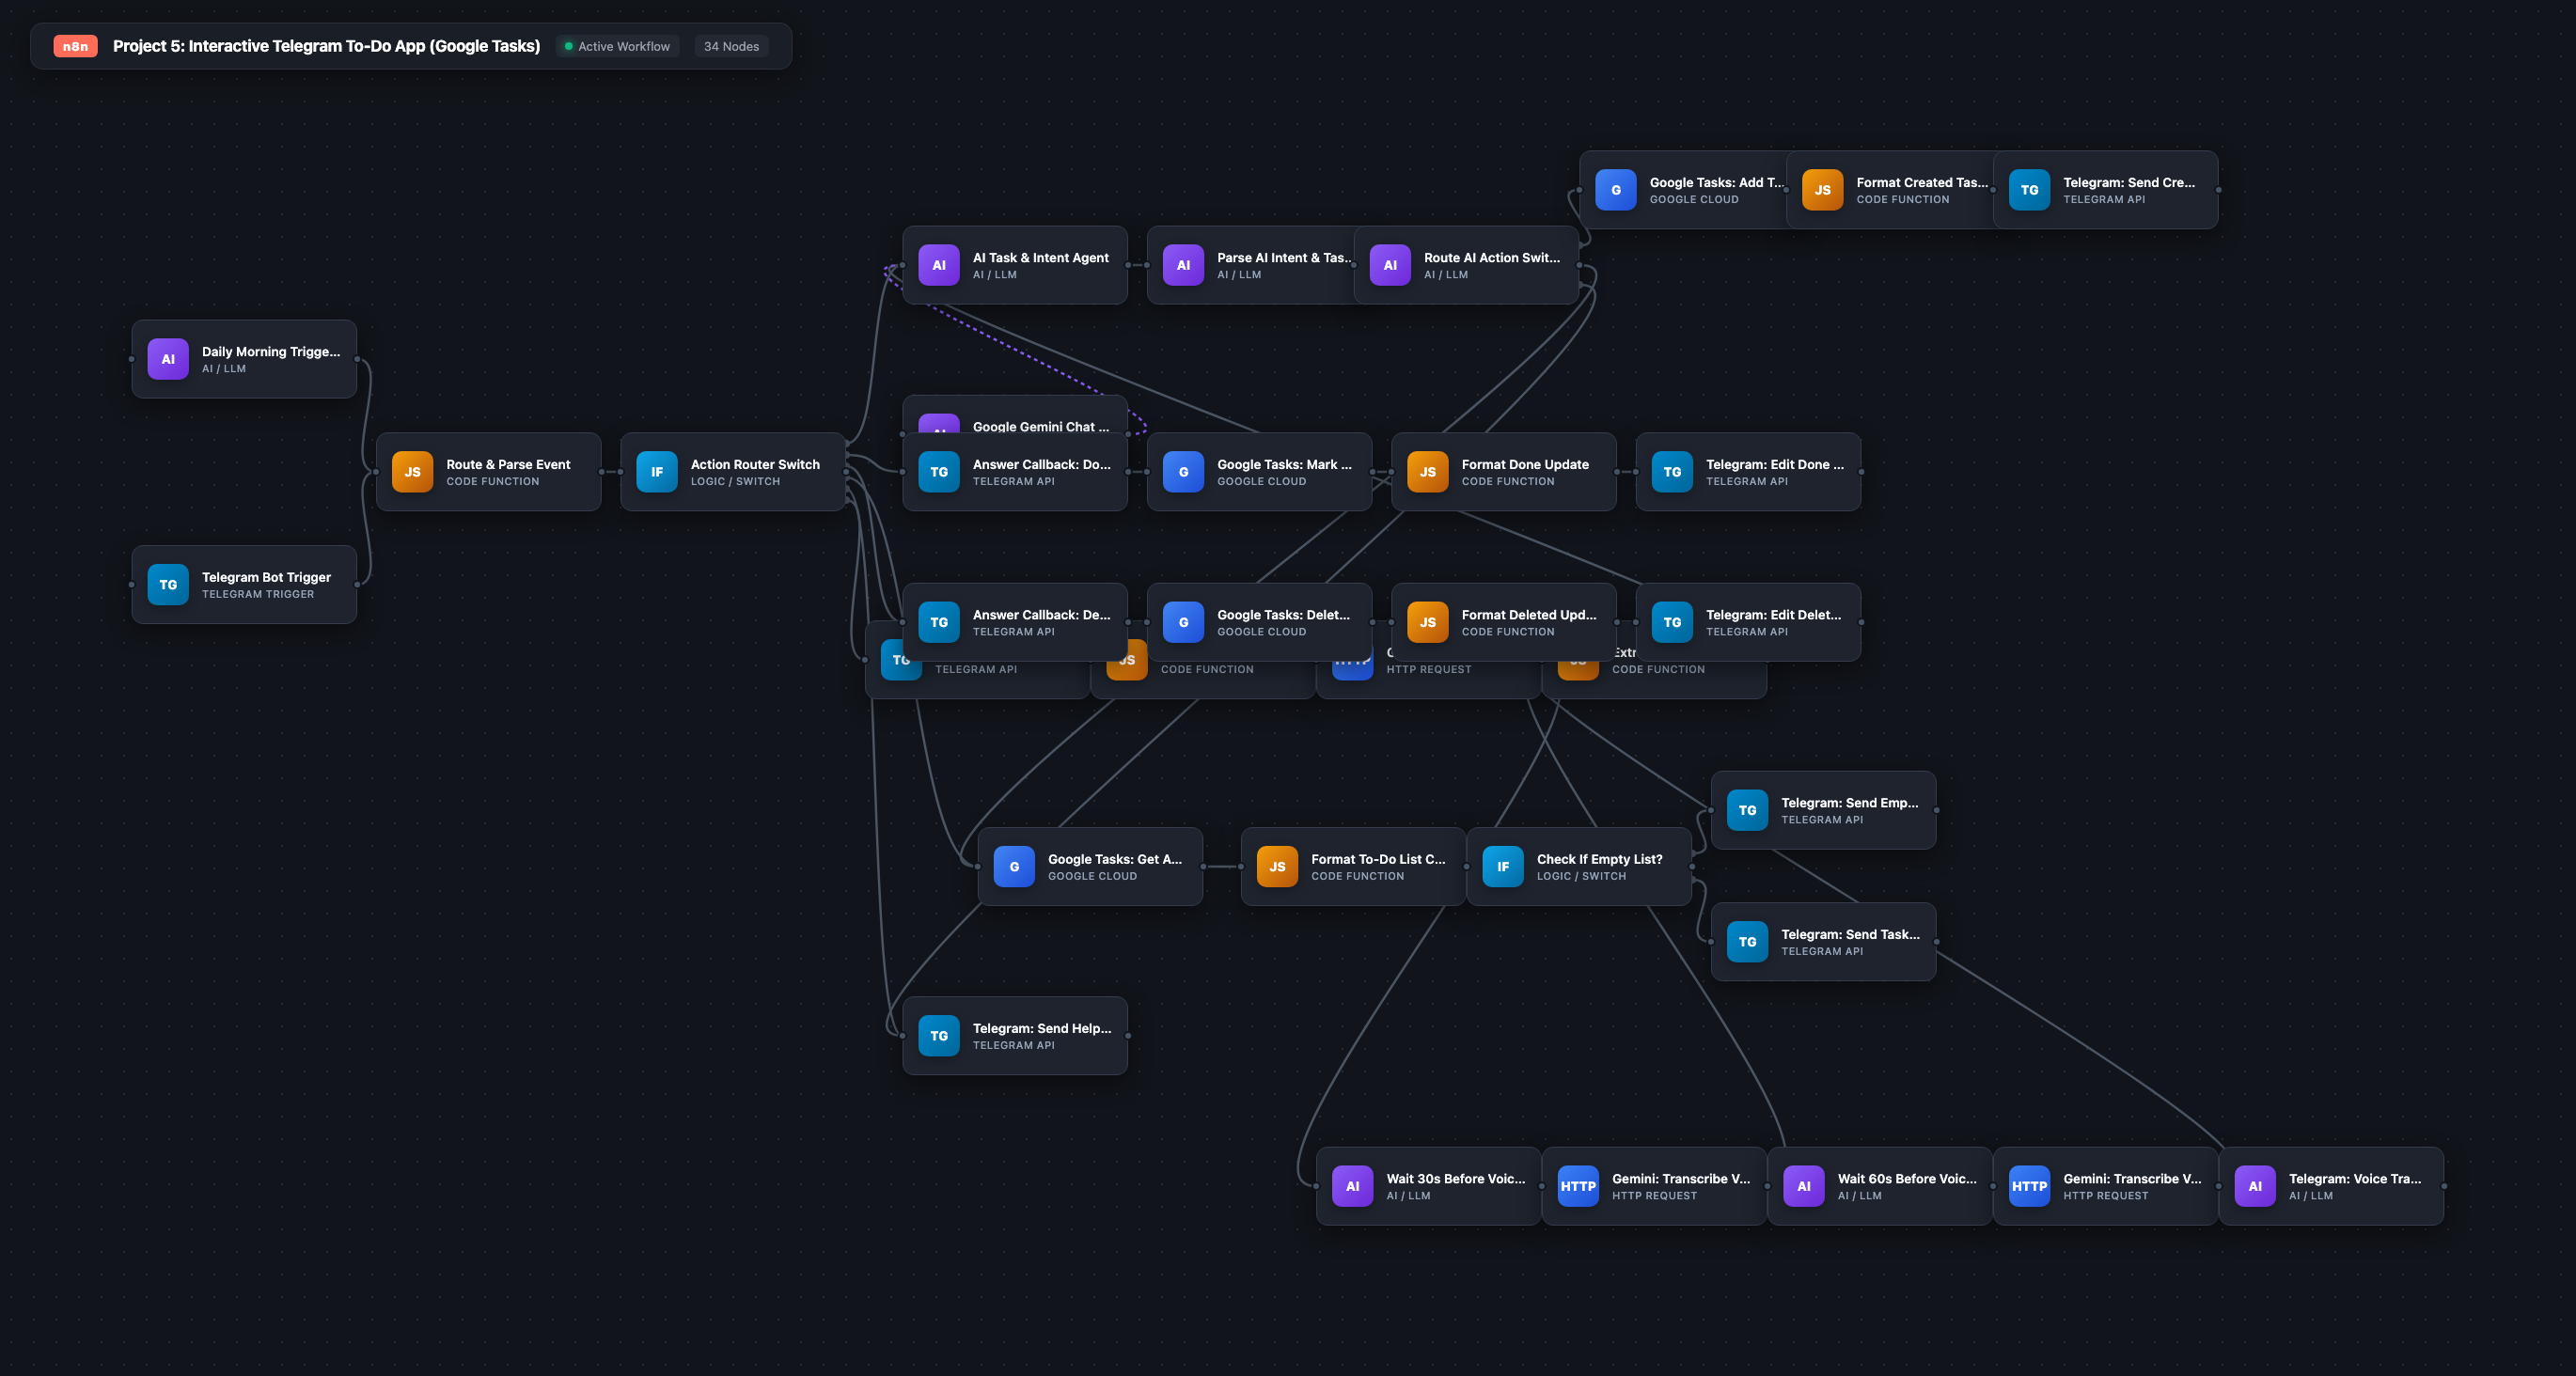 n8n Project 5: Interactive Telegram To-Do App (Google Tasks) Active Workflow 34 Nodes
G Google Tasks: Add T...
GOOGLE CLOUD
JS Format Created Tas...
CODE FUNCTION
TG Telegram: Send Cre...
TELEGRAM API
AI AI Task & Intent Agent
AI / LLM
AI Parse AI Intent & Tas...
AI / LLM
AI Route AI Action Swit...
AI / LLM
AI Daily Morning Trigge...
AI / LLM
Google Gemini Chat ...
JS Route & Parse Event
CODE FUNCTION
IF Action Router Switch
LOGIC / SWITCH
TG Answer Callback: Do...
TELEGRAM API
G Google Tasks: Mark ...
GOOGLE CLOUD
JS Format Done Update
CODE FUNCTION
TG Telegram: Edit Done ...
TELEGRAM API
TG Telegram Bot Trigger
TELEGRAM TRIGGER
TG Answer Callback: De...
TELEGRAM API
G Google Tasks: Delet...
GOOGLE CLOUD
JS Format Deleted Upd...
CODE FUNCTION
TG Telegram: Edit Delet...
TELEGRAM API
TG
TELEGRAM API
JS
CODE FUNCTION
HTTP
HTTP REQUEST
JS
CODE FUNCTION
TG Telegram: Send Emp...
TELEGRAM API
G Google Tasks: Get A...
GOOGLE CLOUD
JS Format To-Do List C...
CODE FUNCTION
IF Check If Empty List?
LOGIC / SWITCH
TG Telegram: Send Task...
TELEGRAM API
TG Telegram: Send Help...
TELEGRAM API
AI Wait 30s Before Voic...
AI / LLM
HTTP Gemini: Transcribe V...
HTTP REQUEST
AI Wait 60s Before Voic...
AI / LLM
HTTP Gemini: Transcribe V...
HTTP REQUEST
AI Telegram: Voice Tra...
AI / LLM